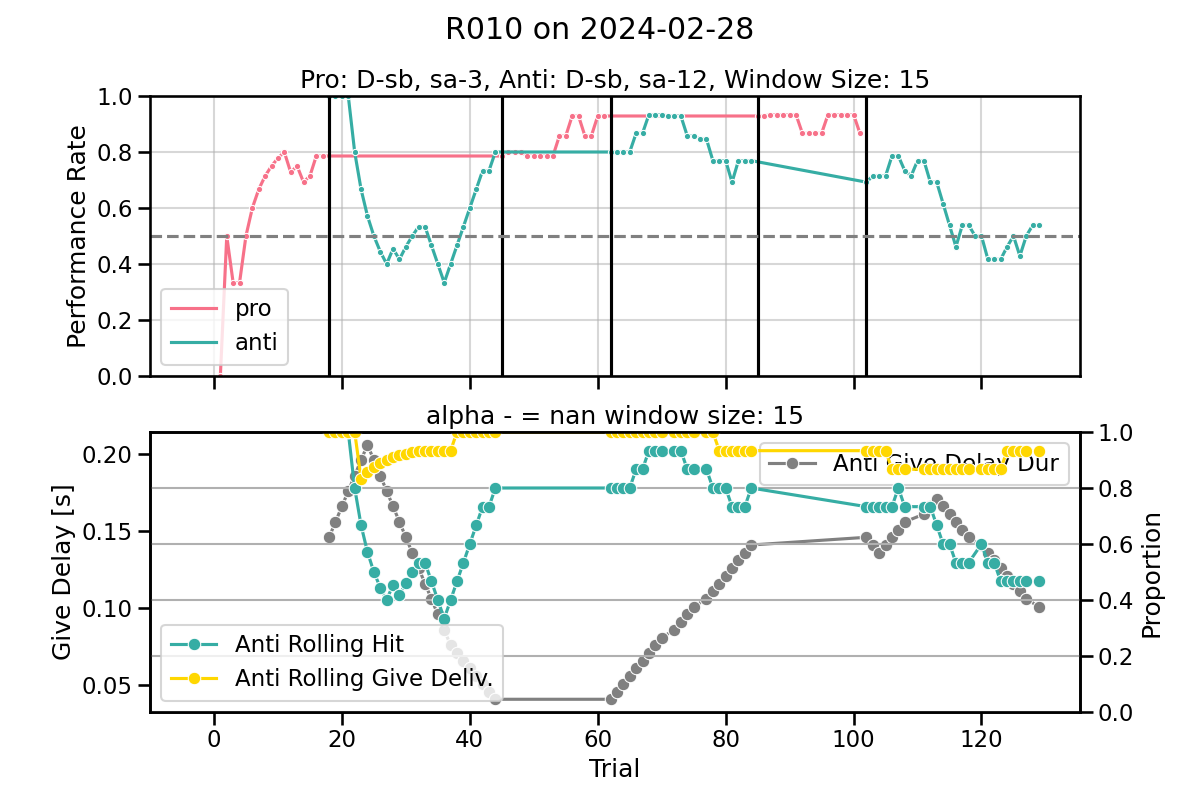 R010 on 2024-02-28
Pro: D-sb, sa-3, Anti: D-sb, sa-12, Window Size: 15
1.0
0.8
0.6
0.4
0.2
0.0
Performance Rate
pro
anti
alpha - = nan window size: 15
0.20
0.15
0.10
0.05
Give Delay [s]
Anti Give Delay Dur
Anti Rolling Hit
Anti Rolling Give Deliv.
1.0
0.8
0.6
0.4
0.2
0.0
Proportion
0 20 40 60 80 100 120
Trial